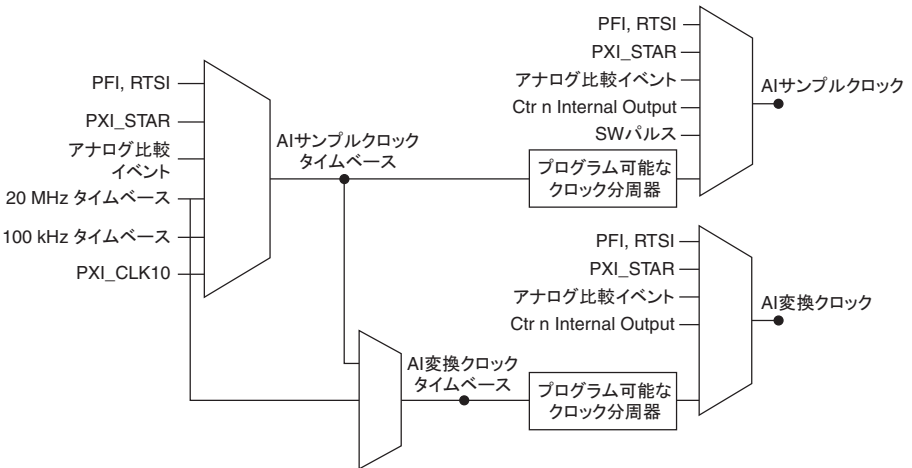 PFI, RTSI
PXI_STAR
アナログ比較
イベント
20 MHz タイムベース
100 kHz タイムベース
PXI_CLK10
AIサンプルクロック
タイムベース
PFI, RTSI
PXI_STAR
アナログ比較イベント
Ctr n Internal Output
SWパルス
プログラム可能な
クロック分周器
AIサンプルクロック
PFI, RTSI
PXI_STAR
アナログ比較イベント
Ctr n Internal Output
AI変換クロック
タイムベース
プログラム可能な
クロック分周器
AI変換クロック